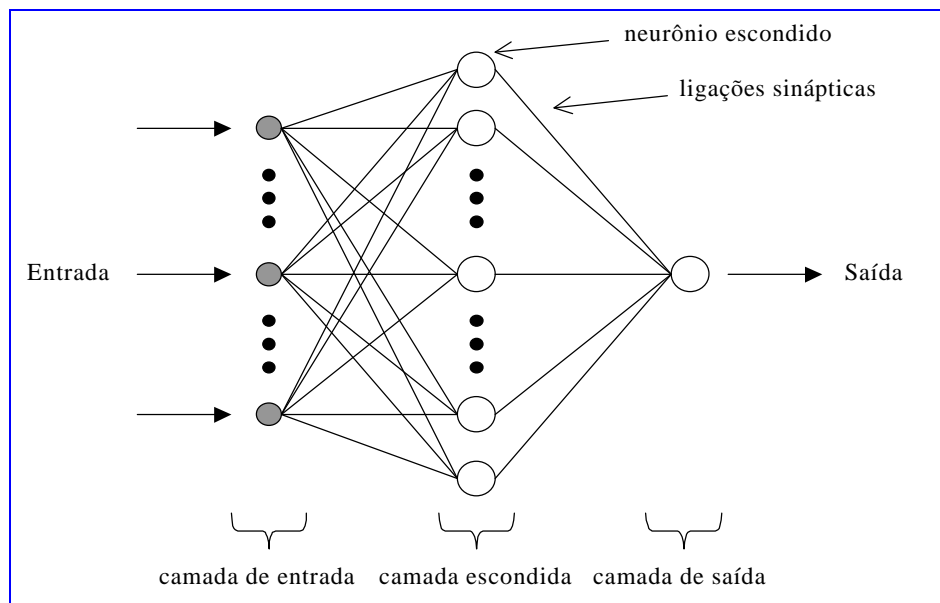 neurônio escondido
ligações sinápticas
Entrada
Saída
camada de entrada
camada escondida
camada de saída